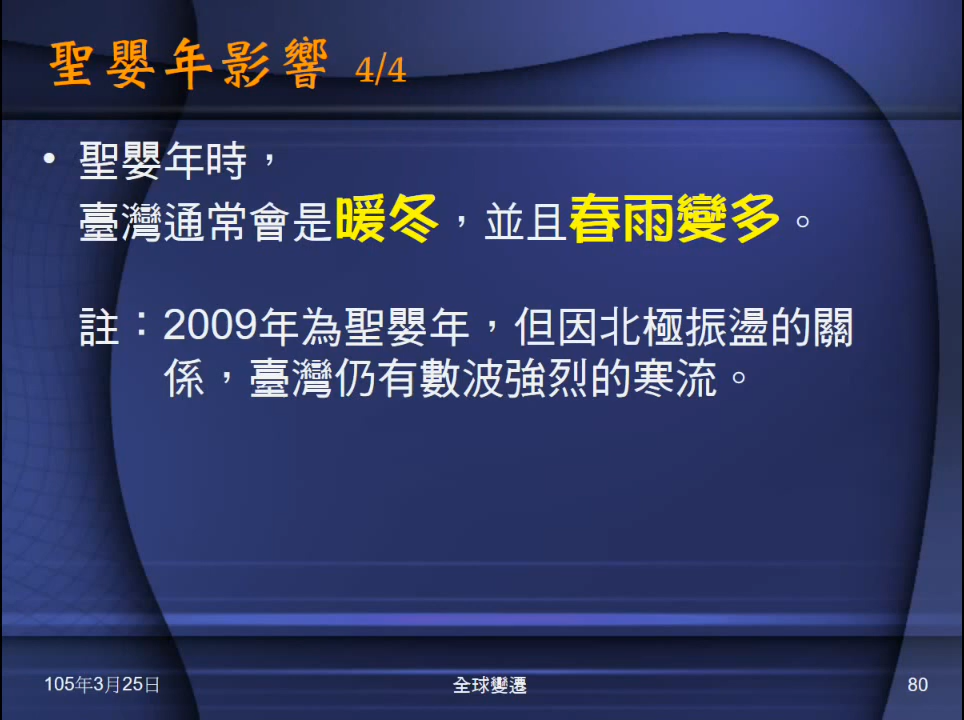 聖嬰年影響 4/4
• 聖嬰年時，
臺灣通常會是暖冬，並且春雨變多。
註：2009年為聖嬰年，但因北極振盪的關
係，臺灣仍有數波強烈的寒流。
105年3月25日 全球變遷 80